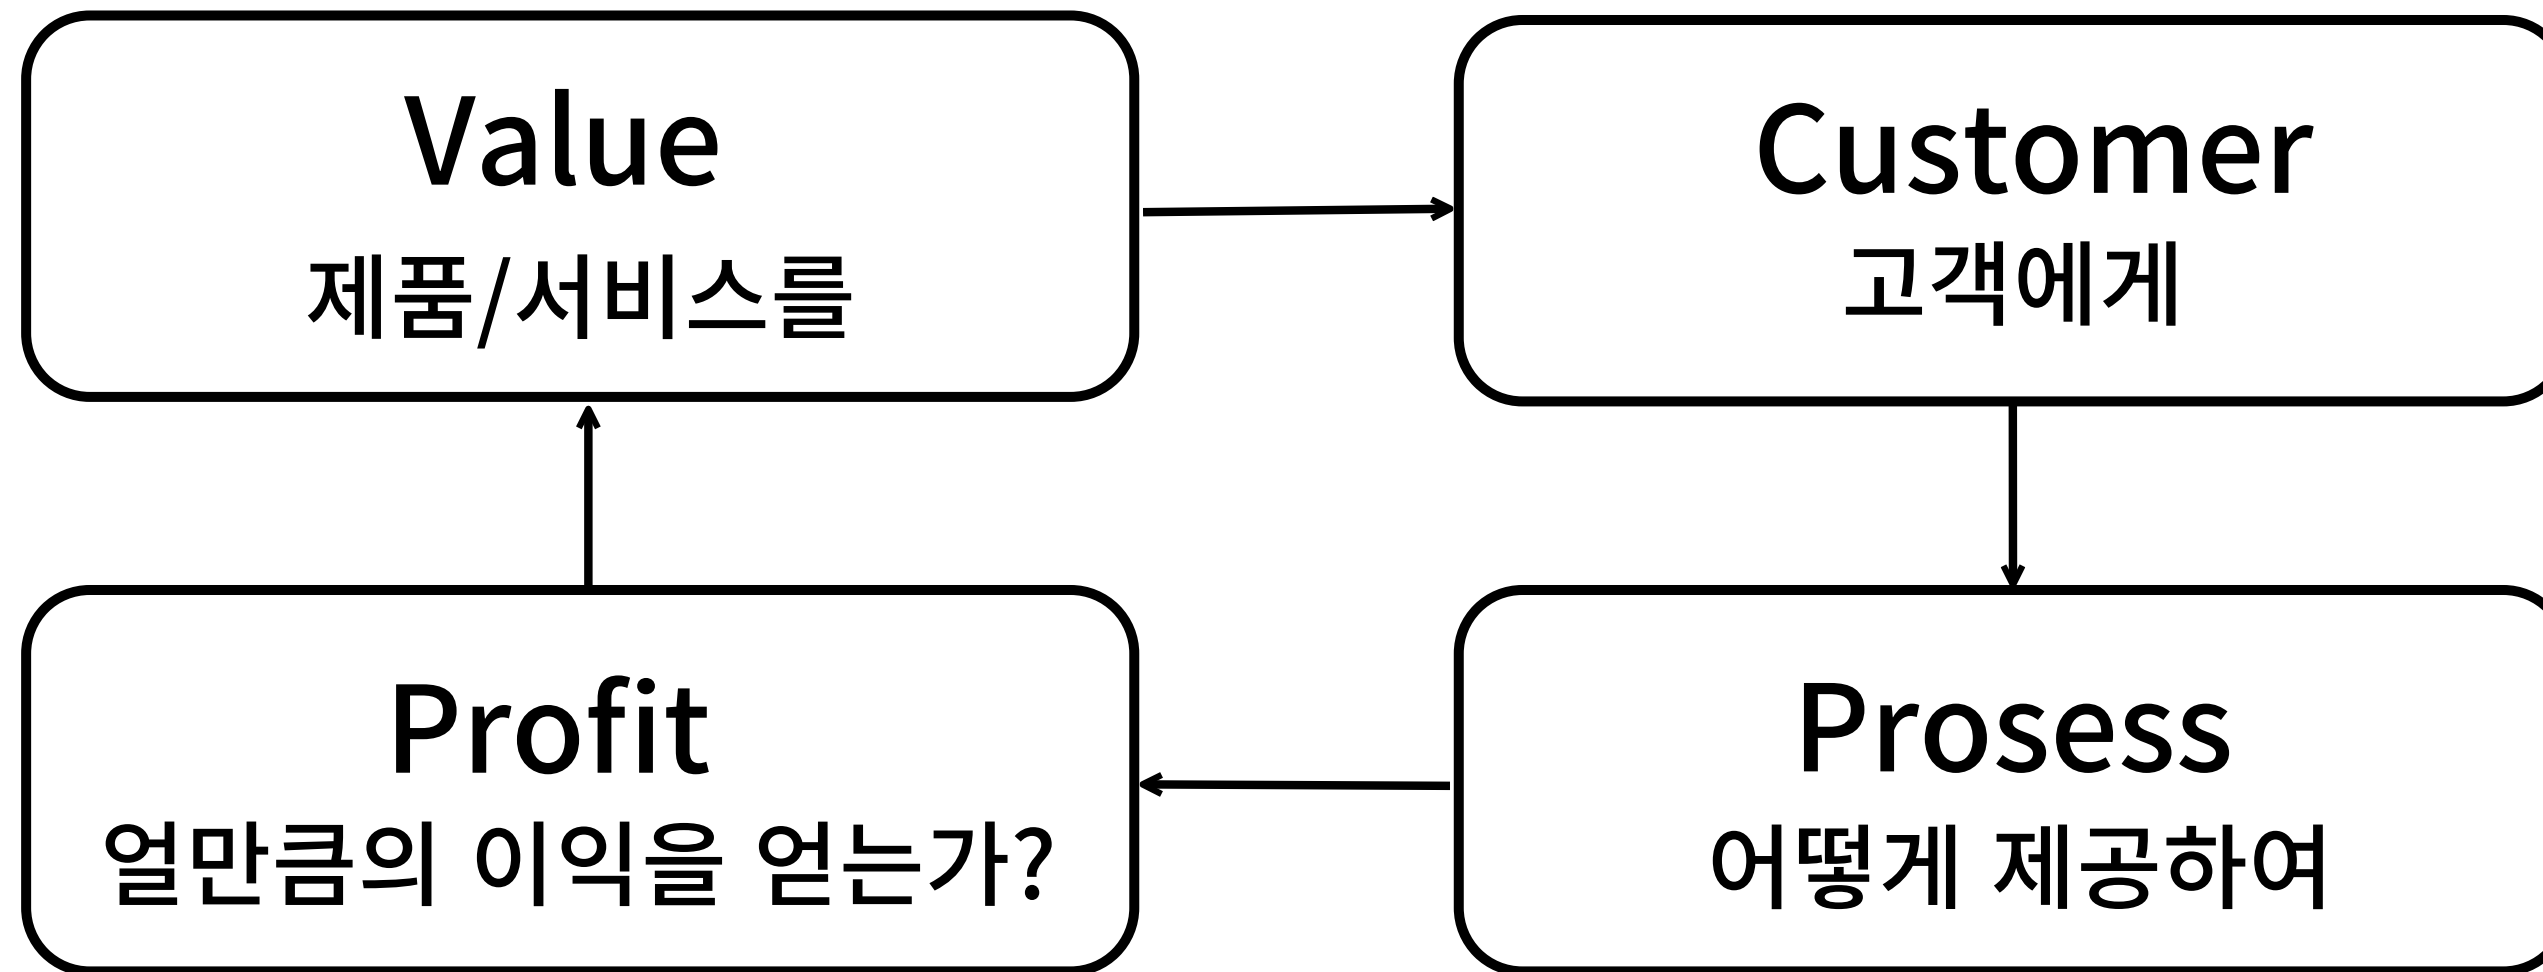 Value
제품/서비스를
Customer
고객에게
Profit
얼만큼의 이익을 얻는가?
Prosess
어떻게 제공하여